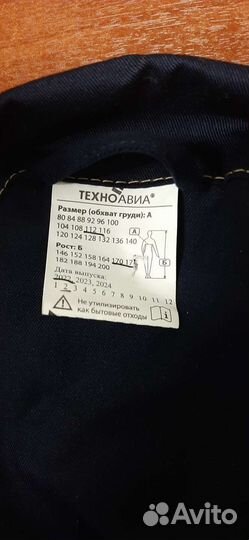 ТЕХНОАВИА®
Размер (обхват груди): А
80 84 88 92 96 100
104 108 112 116
120 124 128 132 136 140
А
Рост: Б
146 152 158 164 170
182 188 194 200
Б
Дата выпуска:
2022, 2023, 2024
1 2 3 4 5 6 7 8 9 10 11 12
Не утилизировать
как бытовые отходы
Avito